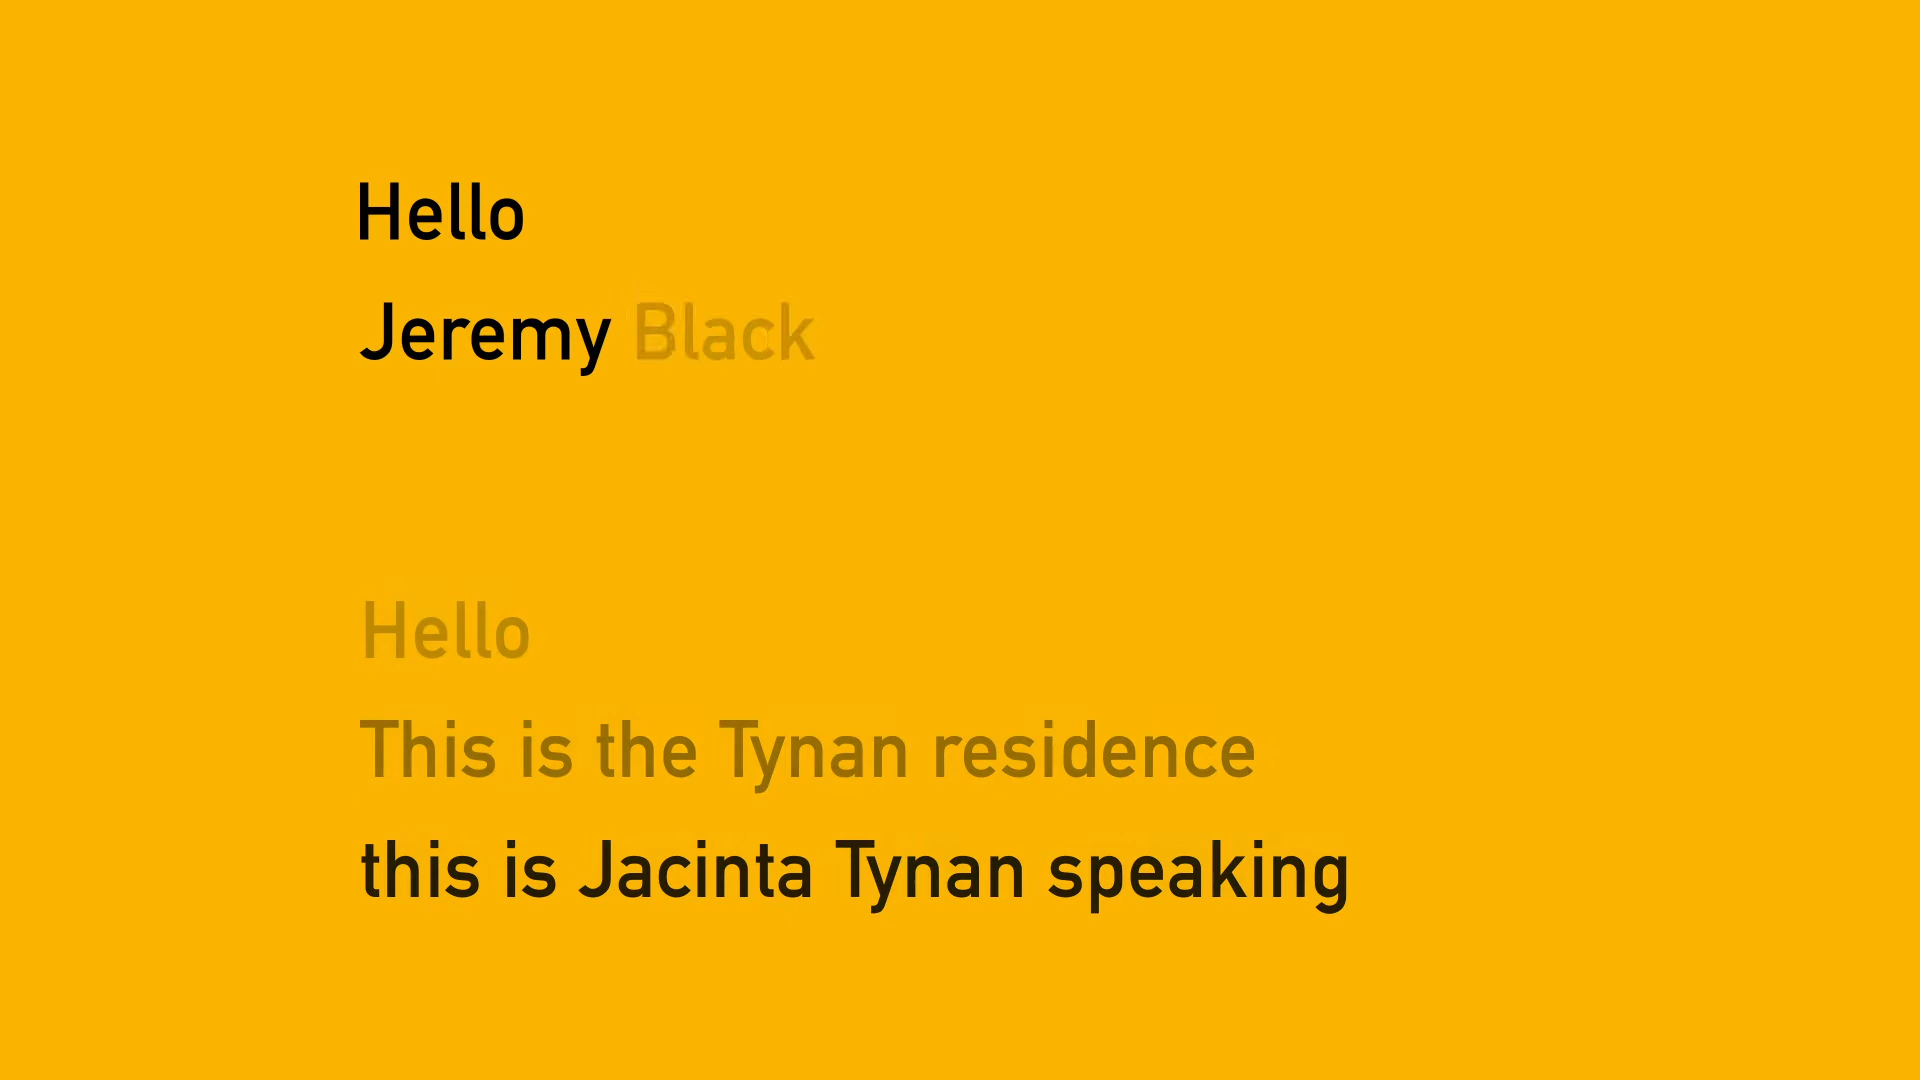 Hello
Jeremy Black
Hello
This is the Tynan residence
this is Jacinta Tynan speaking